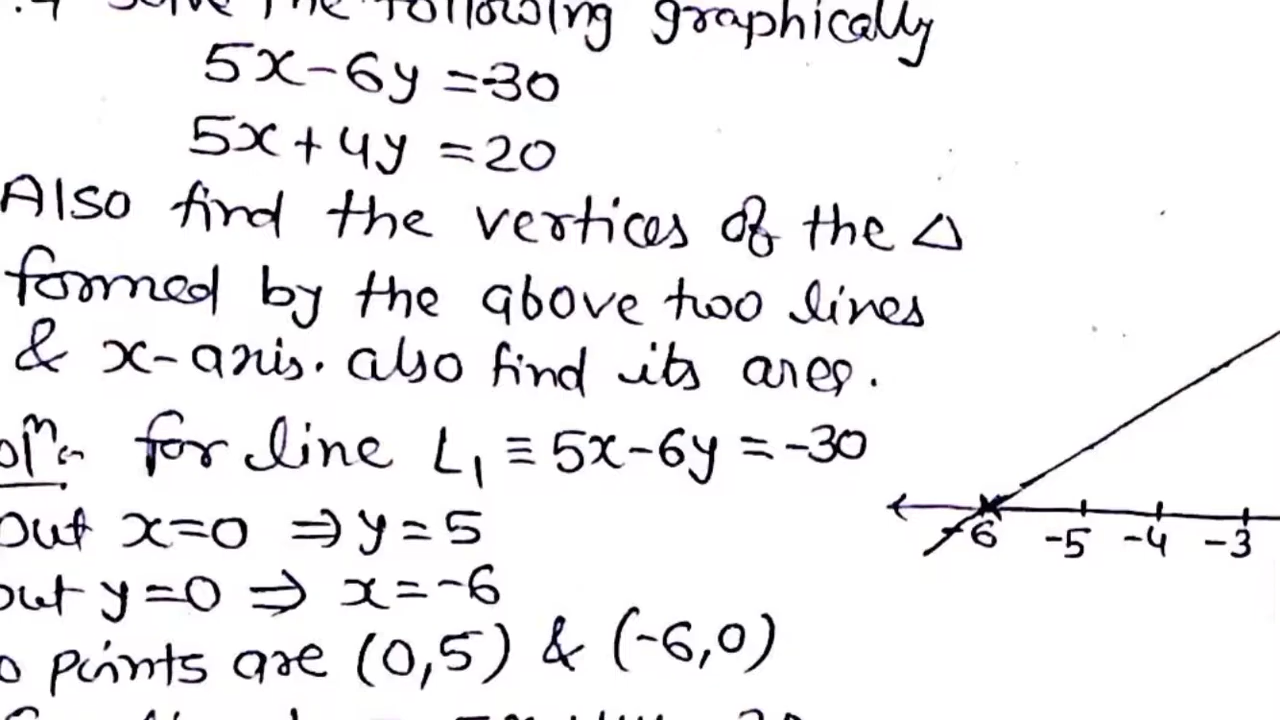 solve the following graphically
5x-6y =-30
5x+4y =20
Also find the vertices of the △
formed by the above two lines
& x-axis. also find its area.
for line L₁ ≡ 5x-6y =-30
put x=0 ⇒ y=5
put y=0 ⇒ x=-6
points are (0,5) & (-6,0)
-6 -5 -4 -3